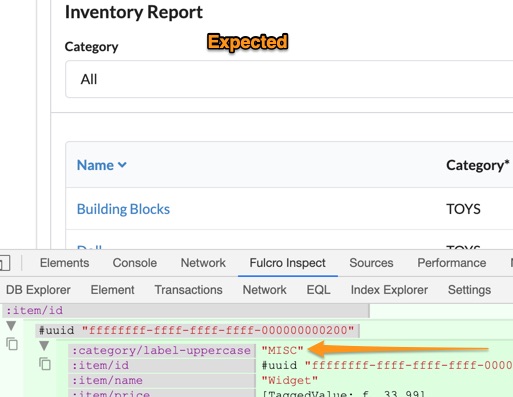 Inventory Report
Expected
Category
All
Name Category*
Building Blocks TOYS
Elements Console Network Fulcro Inspect Sources Performance
DB Explorer Element Transactions Network EQL Index Explorer Settings
:item/id
#uuid "ffffffff-ffff-ffff-ffff-000000000200"
:category/label-uppercase "MISC"
:item/id #uuid "ffffffff-ffff-ffff-ffff-0000
:item/name "Widget"
:item/price [TaggedValue: f, 33.99]